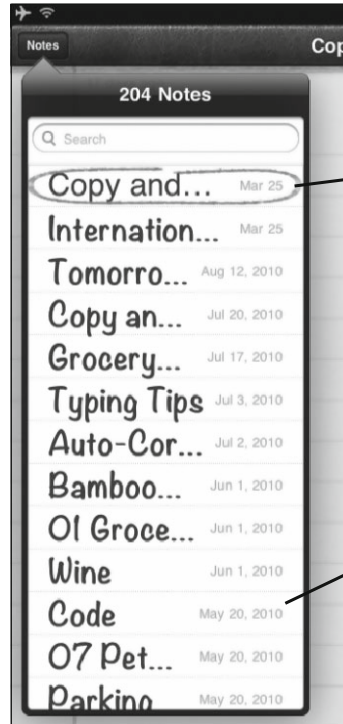 Notes
Cop
204 Notes
Search
Copy and... Mar 25
Internation... Mar 25
Tomorro... Aug 12, 2010
Copy an... Jul 20, 2010
Grocery... Jul 17, 2010
Typing Tips Jul 3, 2010
Auto-Cor... Jul 2, 2010
Bamboo... Jun 1, 2010
01 Groce... Jun 1, 2010
Wine Jun 1, 2010
Code May 20, 2010
07 Pet... May 20, 2010
Parking May 20, 2010